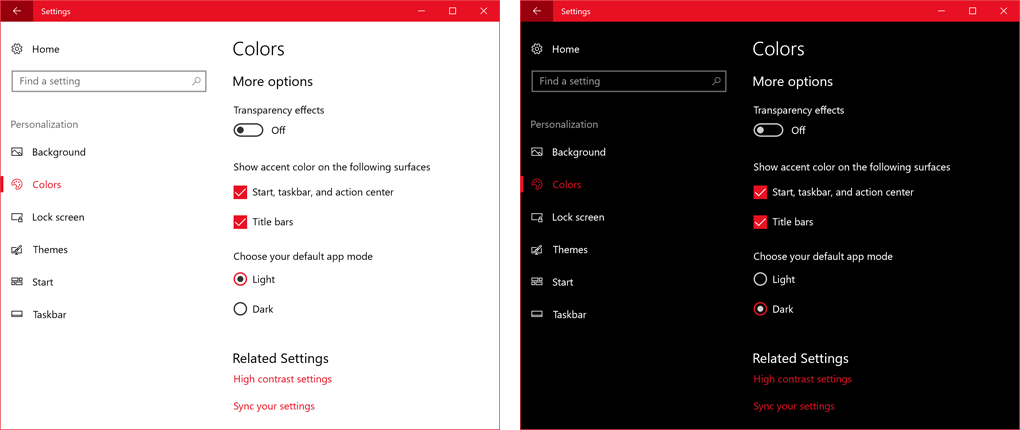 Settings
Home
Find a setting
Personalization
Background
Colors
Lock screen
Themes
Start
Taskbar
Colors
More options
Transparency effects
Off
Show accent color on the following surfaces
Start, taskbar, and action center
Title bars
Choose your default app mode
Light
Dark
Related Settings
High contrast settings
Sync your settings
Settings
Home
Find a setting
Personalization
Background
Colors
Lock screen
Themes
Start
Taskbar
Colors
More options
Transparency effects
Off
Show accent color on the following surfaces
Start, taskbar, and action center
Title bars
Choose your default app mode
Light
Dark
Related Settings
High contrast settings
Sync your settings